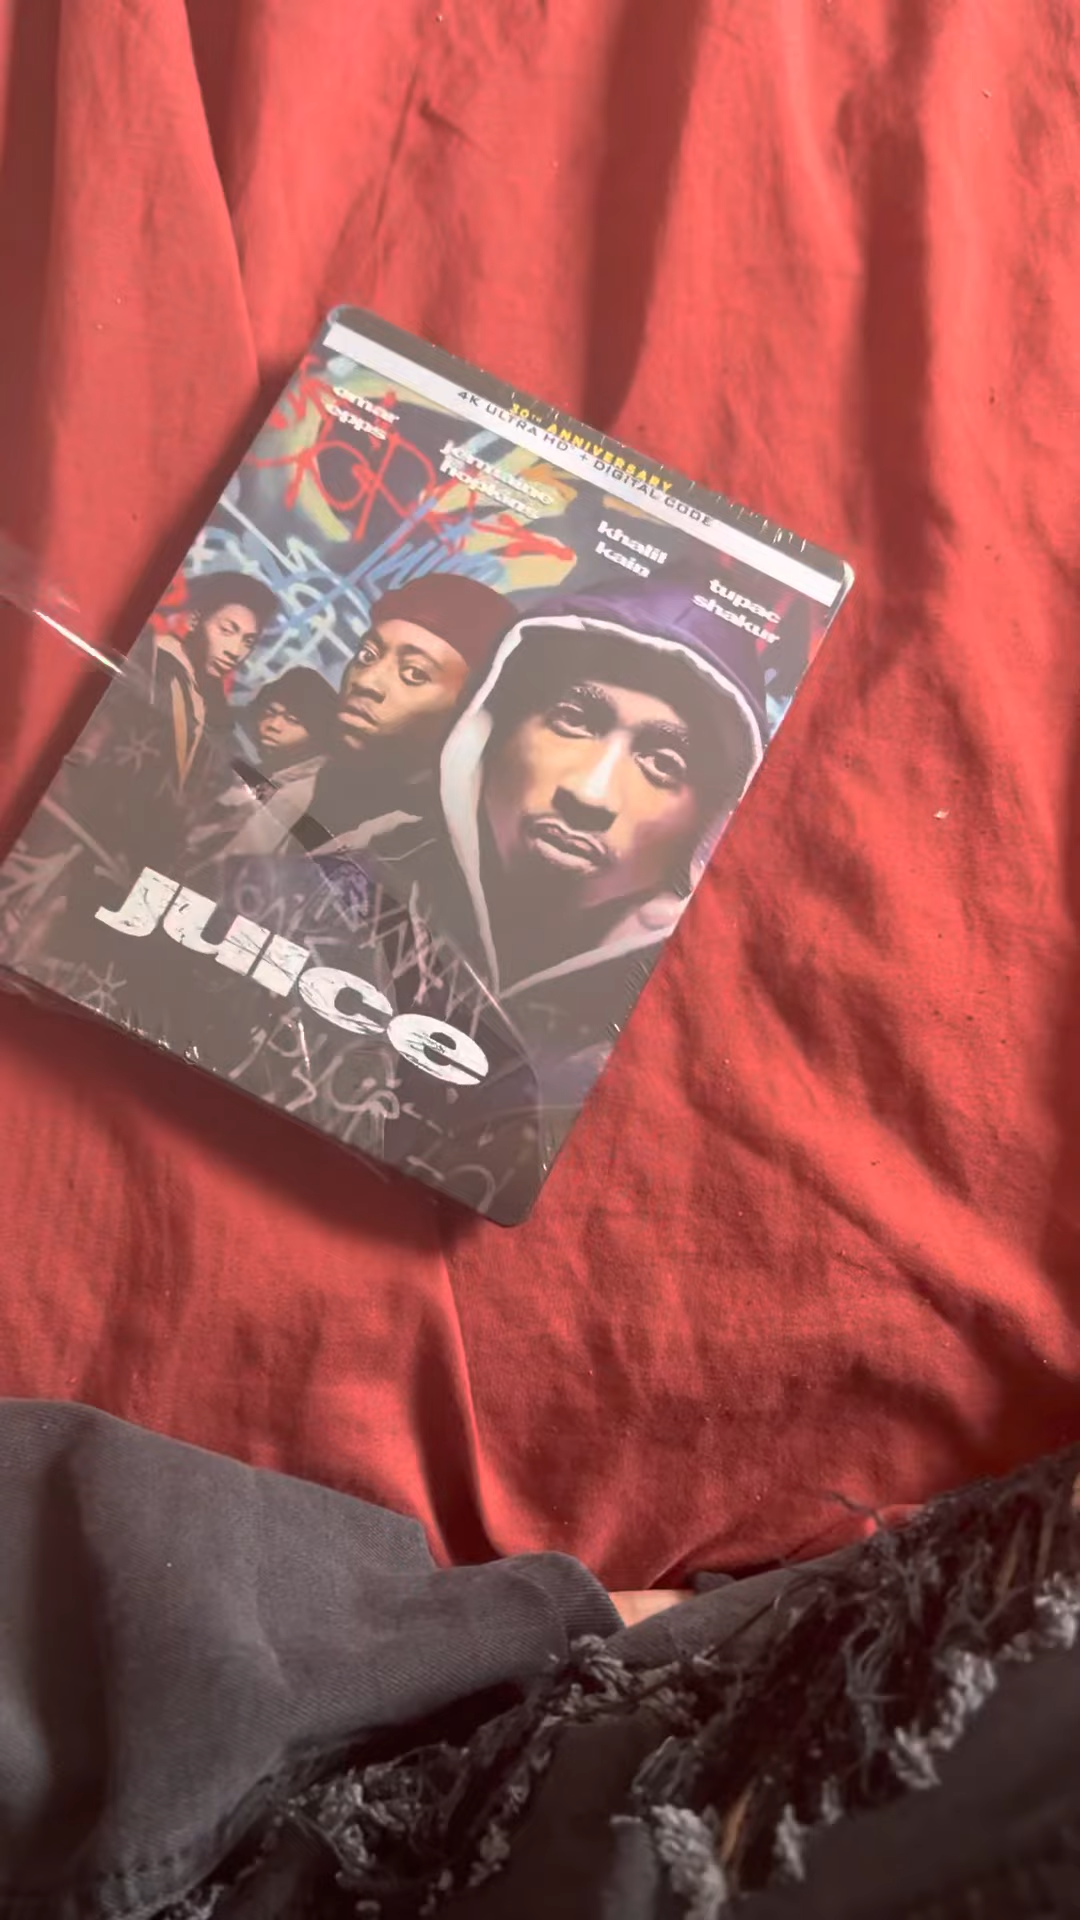 30TH ANNIVERSARY
4K ULTRA HD + DIGITAL CODE
omar
epps
jermaine
hopkins
khalil
kain
tupac
shakur
juice